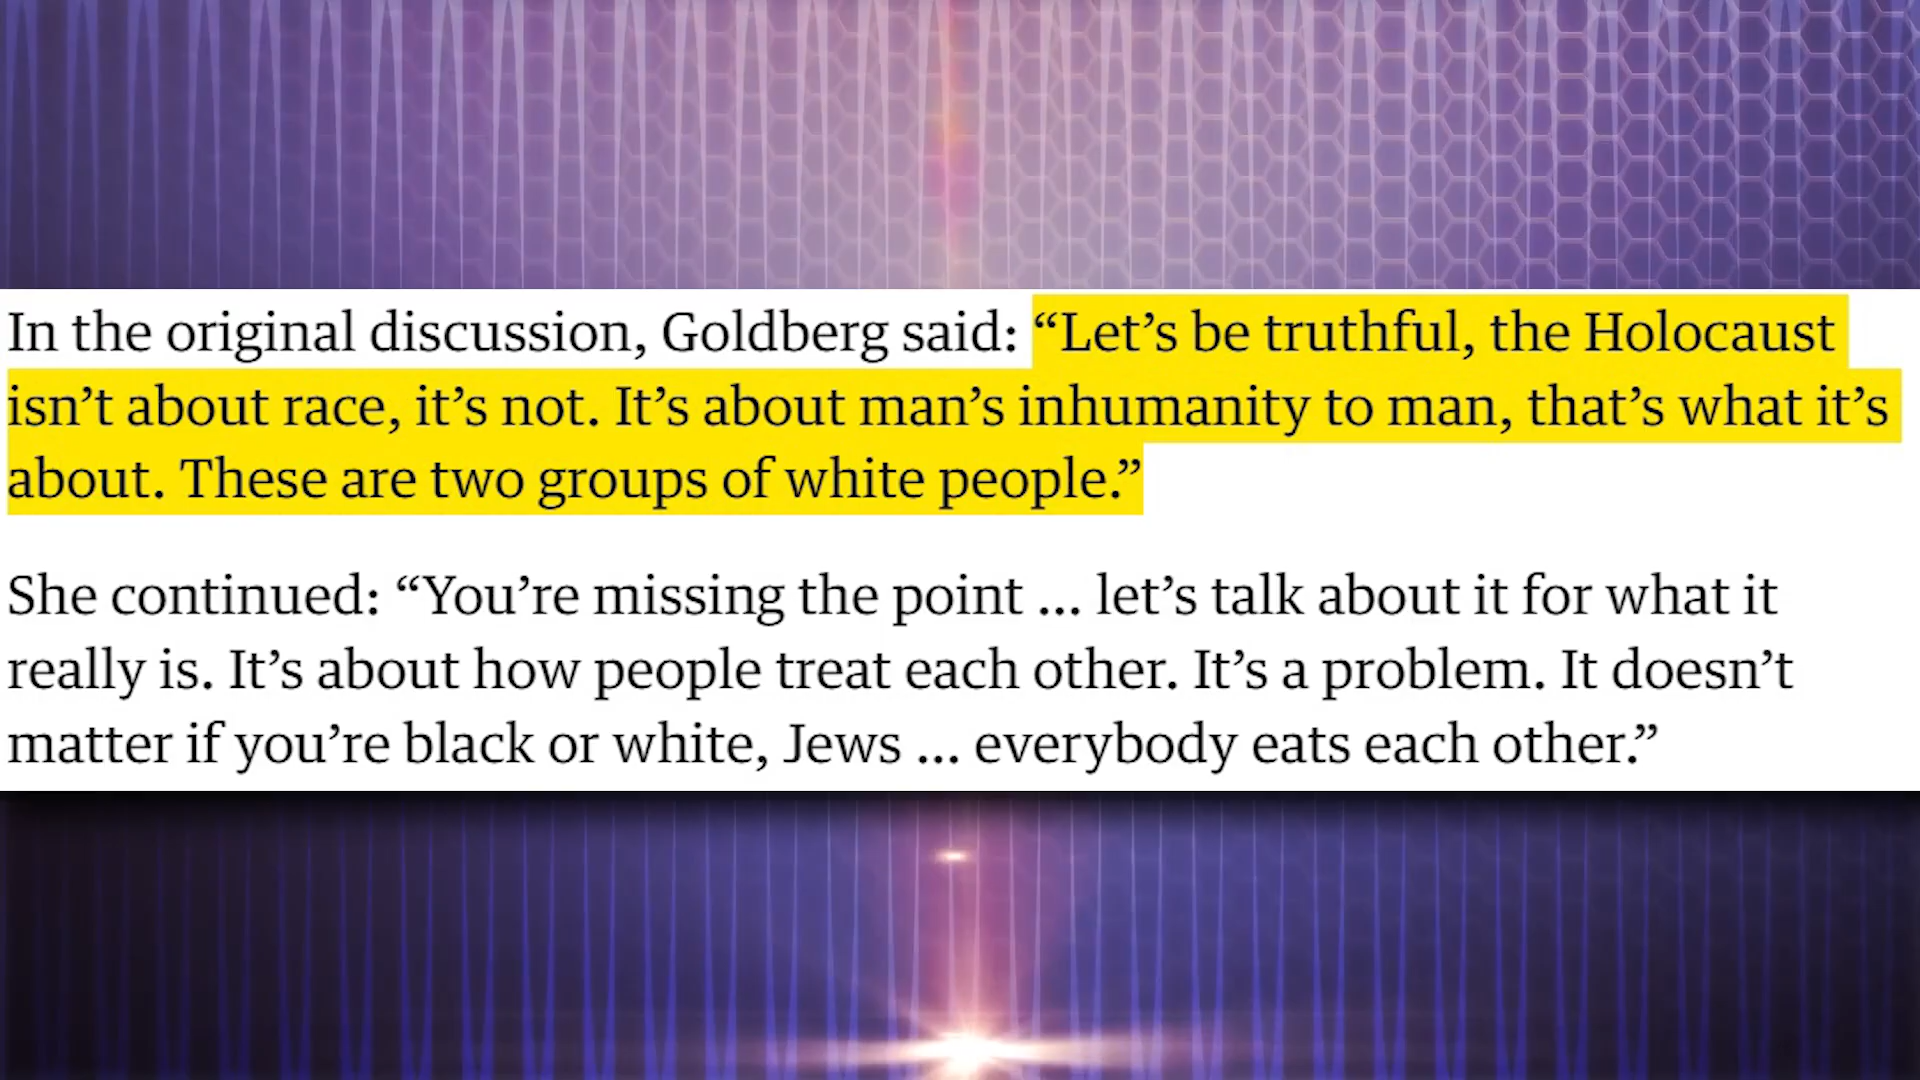 In the original discussion, Goldberg said: “Let’s be truthful, the Holocaust
isn’t about race, it’s not. It’s about man’s inhumanity to man, that’s what it’s
about. These are two groups of white people.”
She continued: “You’re missing the point ... let’s talk about it for what it
really is. It’s about how people treat each other. It’s a problem. It doesn’t
matter if you’re black or white, Jews ... everybody eats each other.”